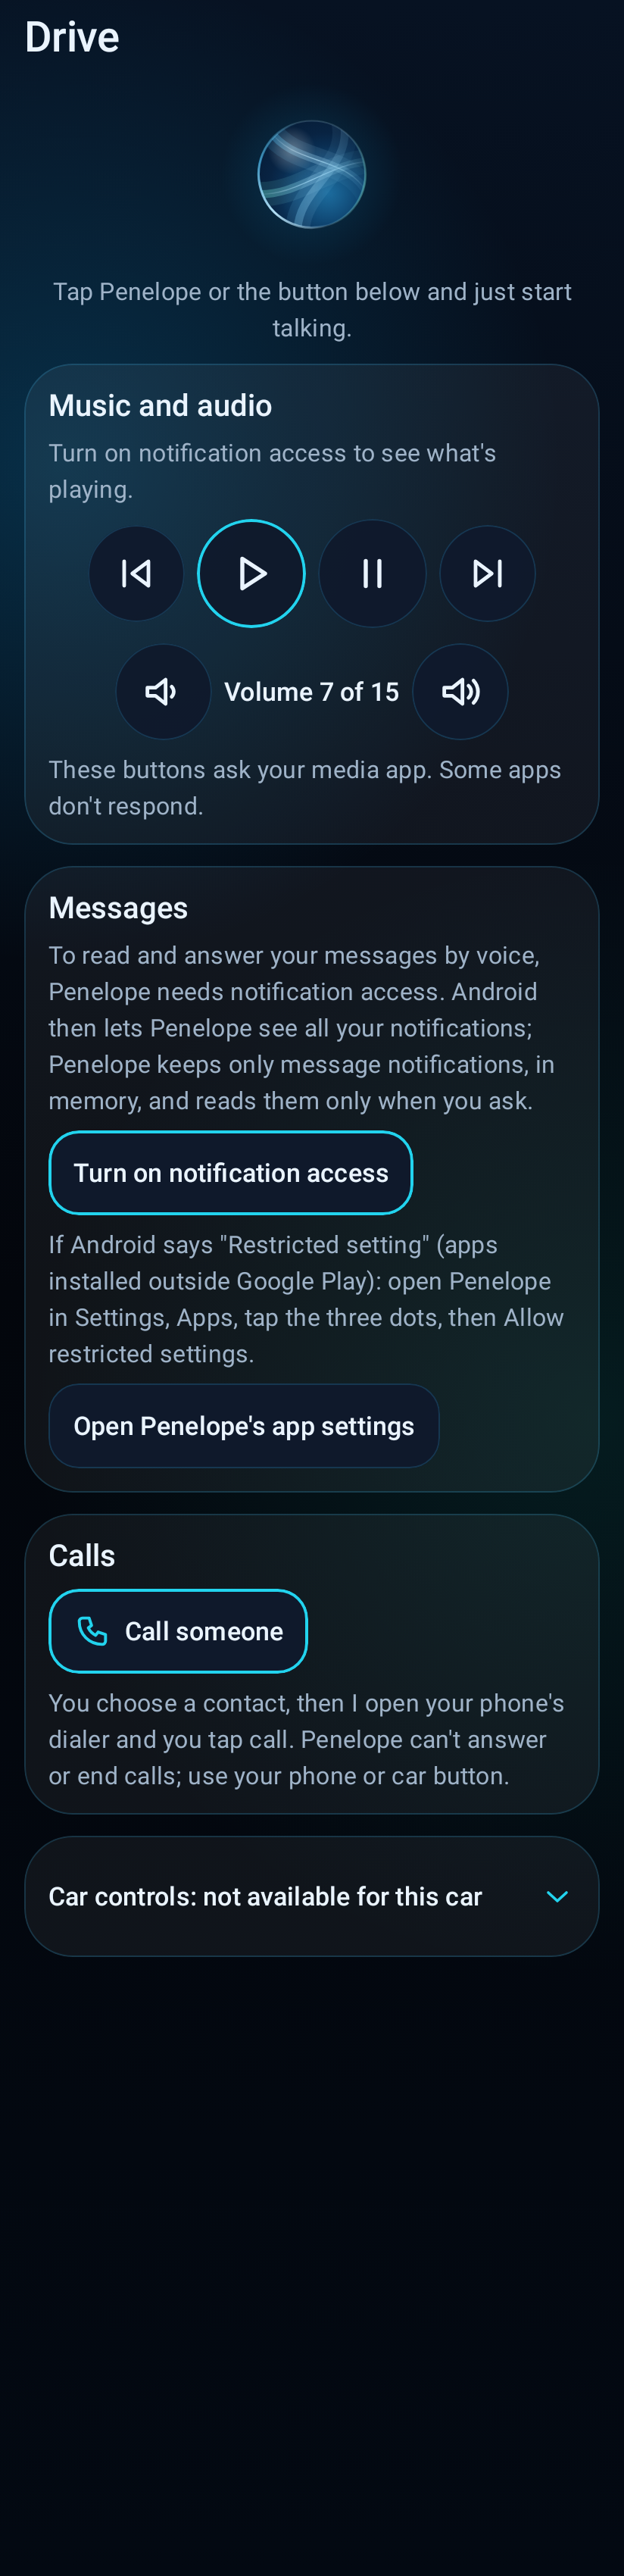 Drive
Tap Penelope or the button below and just start
talking.
Music and audio
Turn on notification access to see what's
playing.
Volume 7 of 15
These buttons ask your media app. Some apps
don't respond.
Messages
To read and answer your messages by voice,
Penelope needs notification access. Android
then lets Penelope see all your notifications;
Penelope keeps only message notifications, in
memory, and reads them only when you ask.
Turn on notification access
If Android says "Restricted setting" (apps
installed outside Google Play): open Penelope
in Settings, Apps, tap the three dots, then Allow
restricted settings.
Open Penelope's app settings
Calls
Call someone
You choose a contact, then I open your phone's
dialer and you tap call. Penelope can't answer
or end calls; use your phone or car button.
Car controls: not available for this car